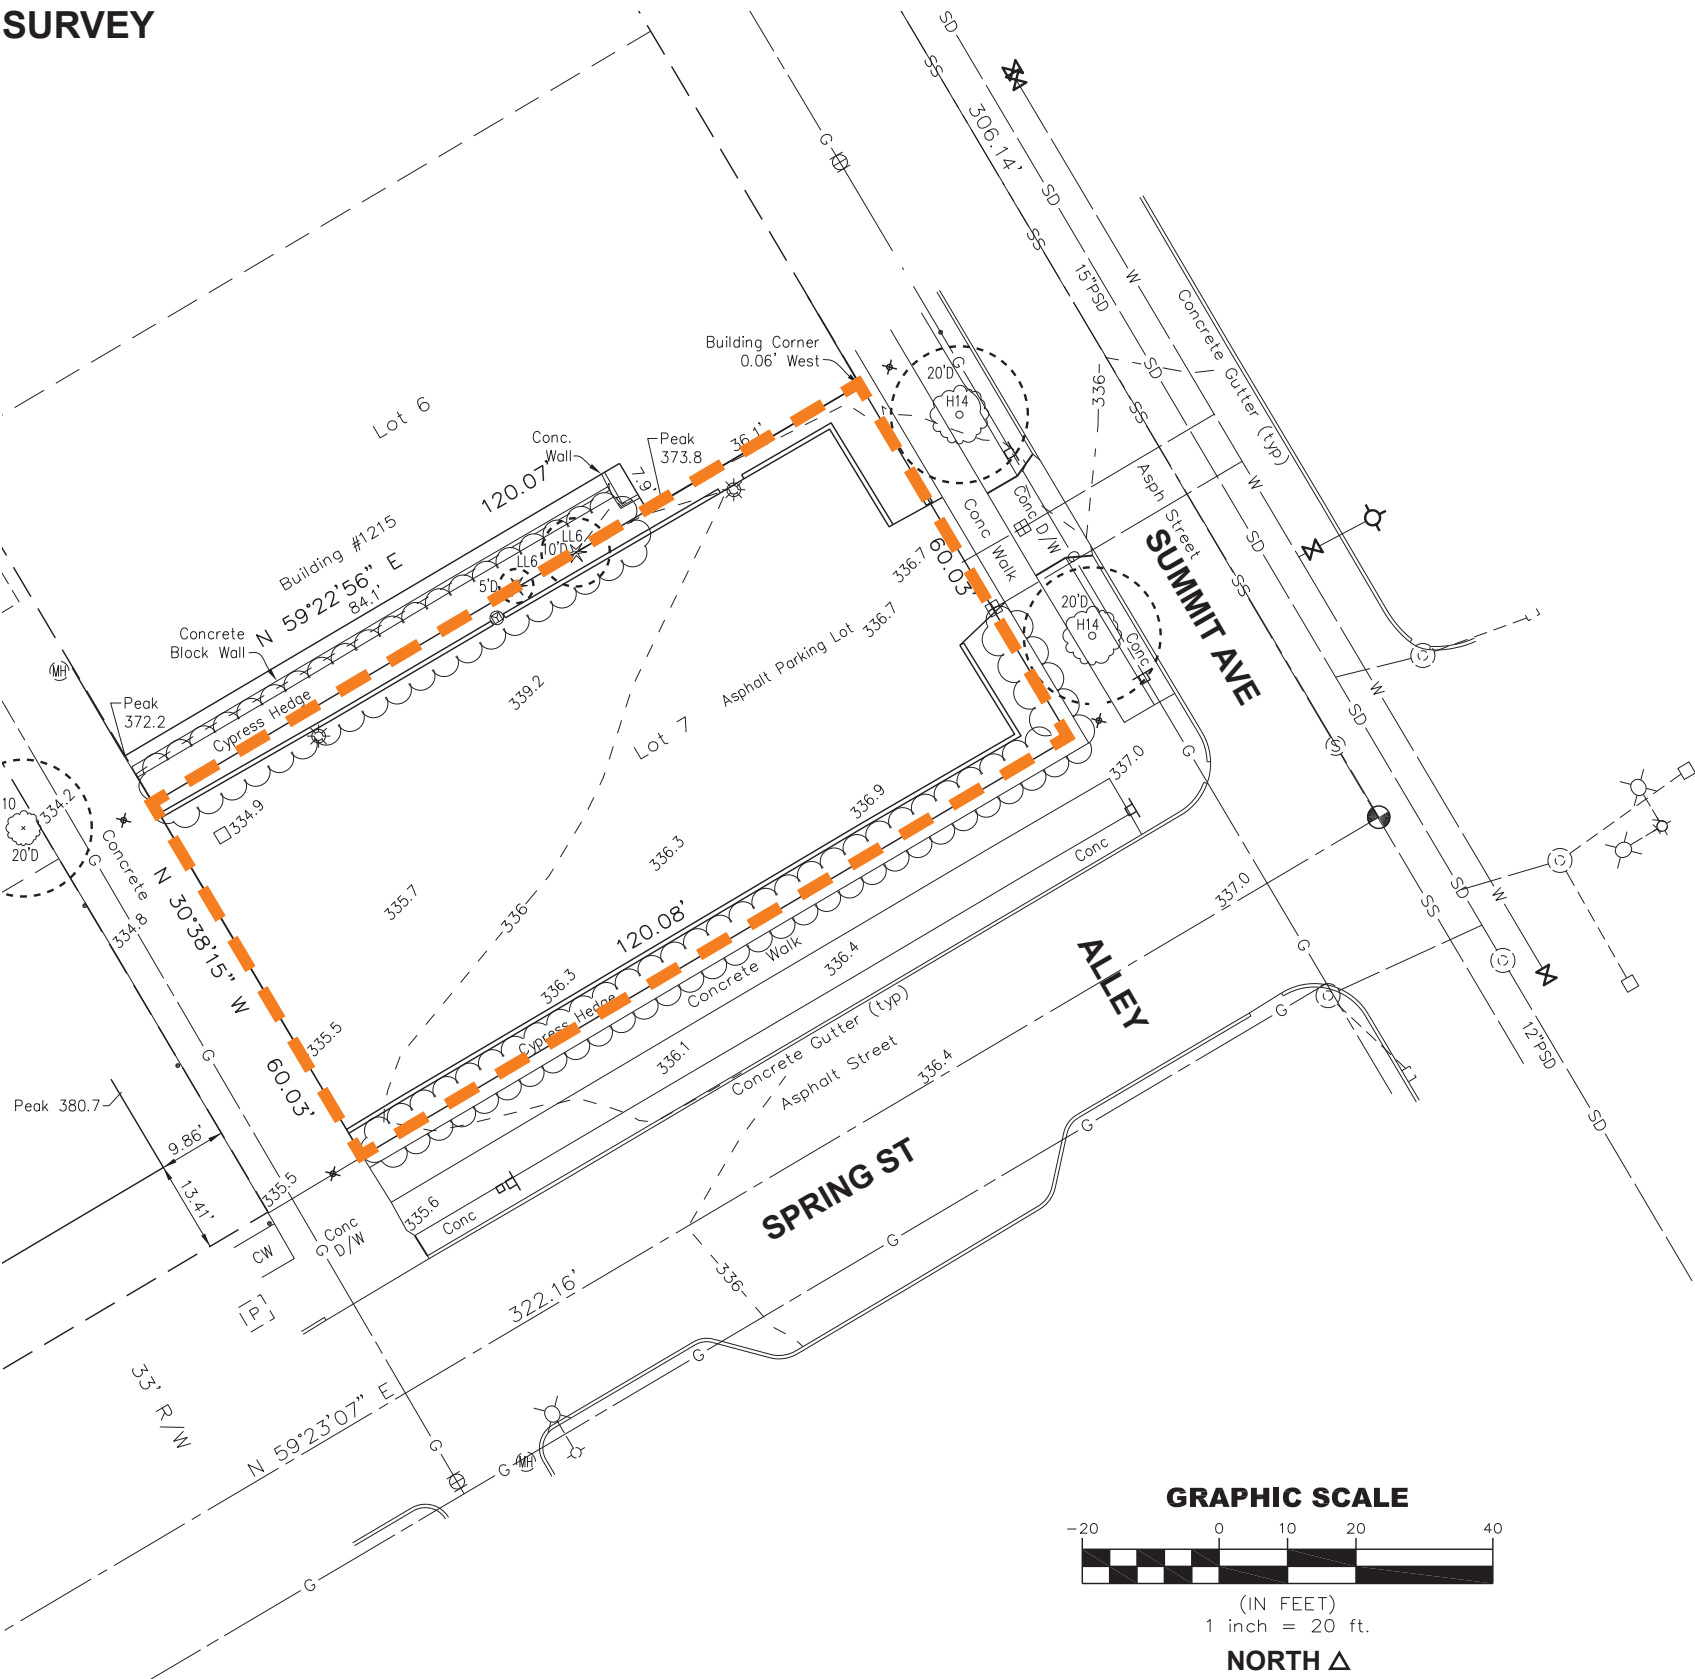 SURVEY
SD
SS
306.14'
G
SD
SS
15"PSD
W
Concrete Gutter (typ)
Building Corner
0.06' West
G
20'D
H14
336
SD
SS
Lot 6
Conc.
Wall
Peak
373.8
36.1'
7.9'
120.07'
Asph Street
W
Building #1215
N 59°22'56" E
84.1'
LL6
10'D
LL6
5'D
Conc Walk
Conc D/W
SD
336.7
60.03'
SUMMIT AVE
SS
Concrete
Block Wall
MH
20'D
H14
Conc
336.7
Asphalt Parking Lot
339.2
Peak
372.2
Cypress Hedge
Lot 7
W
SD
S
G
337.0
10
334.2
20'D
334.9
G
Concrete
336.9
336.3
Conc
335.7
334.8
N 30°38'15" W
336
120.08'
337.0
SD
SS
W
G
Concrete Walk
336.4
ALLEY
336.3
Cypress Hedge
335.5
G
Concrete Gutter (typ)
G
336.1
Asphalt Street
336.4
12"PSD
60.03'
Peak 380.7
SD
G
9.86'
13.41'
335.5
335.6
Conc
Conc
D/W
CW
G
SPRING ST
G
336
P
322.16'
33' R/W
G
N 59°23'07" E
G
G
MH
G
GRAPHIC SCALE
-20 0 10 20 40
(IN FEET)
1 inch = 20 ft.
NORTH